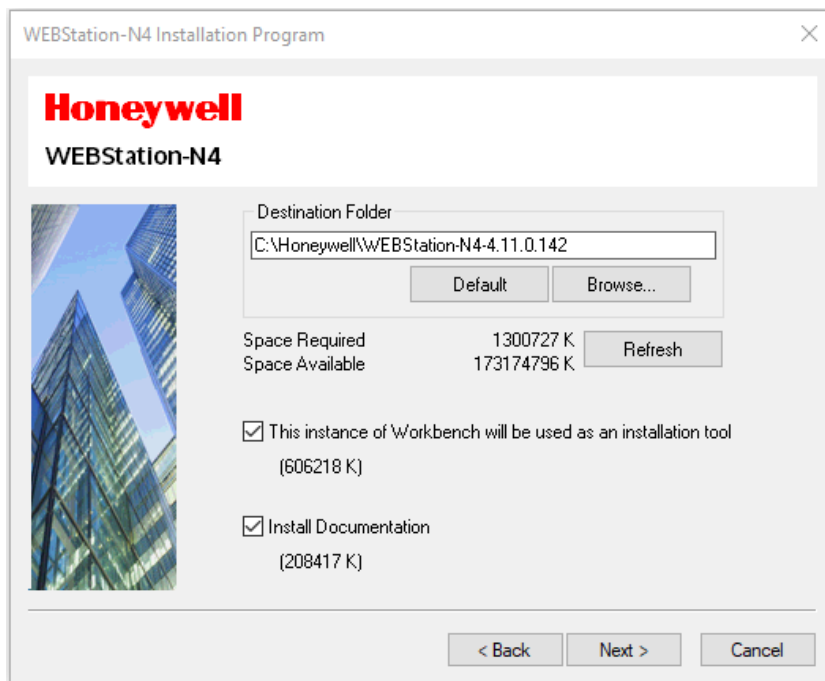 WEBStation-N4 Installation Program
Honeywell
WEBStation-N4
Destination Folder
C:\Honeywell\WEBStation-N4-4.11.0.142
Default
Browse...
Space Required 1300727 K
Space Available 173174796 K
Refresh
This instance of Workbench will be used as an installation tool
(606218 K)
Install Documentation
(208417 K)
< Back
Next >
Cancel